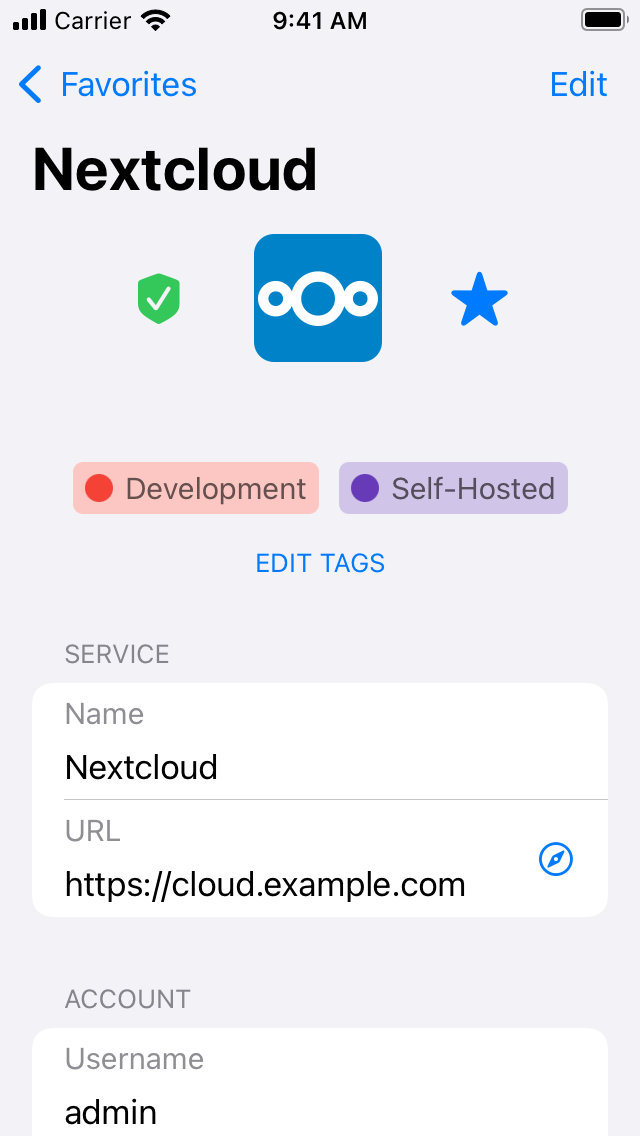 Carrier 9:41 AM
Favorites Edit
Nextcloud
Development Self-Hosted
EDIT TAGS
SERVICE
Name
Nextcloud
URL
https://cloud.example.com
ACCOUNT
Username
admin